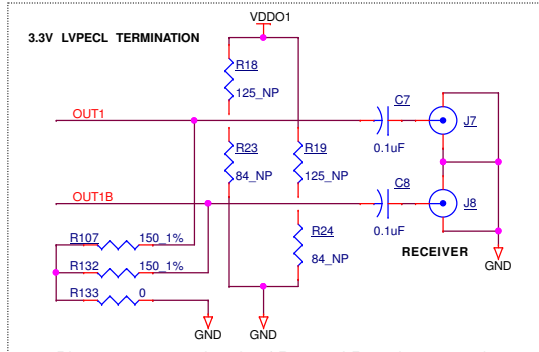 VDDO1
3.3V LVPECL TERMINATION
R18
125_NP
C7
OUT1
J7
R23
R19
0.1uF
84_NP
125_NP
C8
OUT1B
J8
R24
0.1uF
84_NP
RECEIVER
R107 150_1%
GND
R132 150_1%
R133 0
GND GND